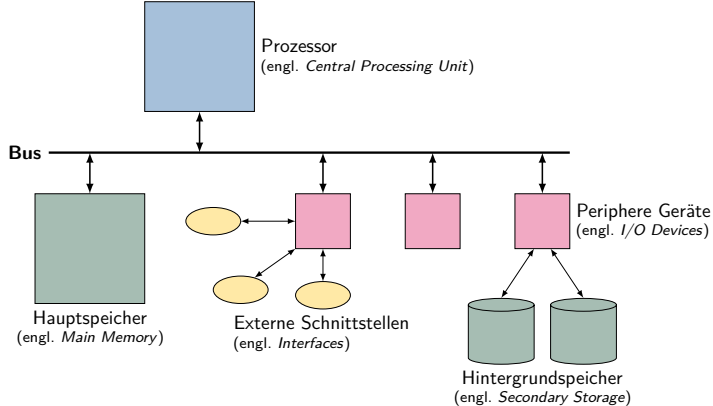 Prozessor
(engl. Central Processing Unit)
Bus
Periphere Geräte
(engl. I/O Devices)
Hauptspeicher
(engl. Main Memory)
Externe Schnittstellen
(engl. Interfaces)
Hintergrundspeicher
(engl. Secondary Storage)